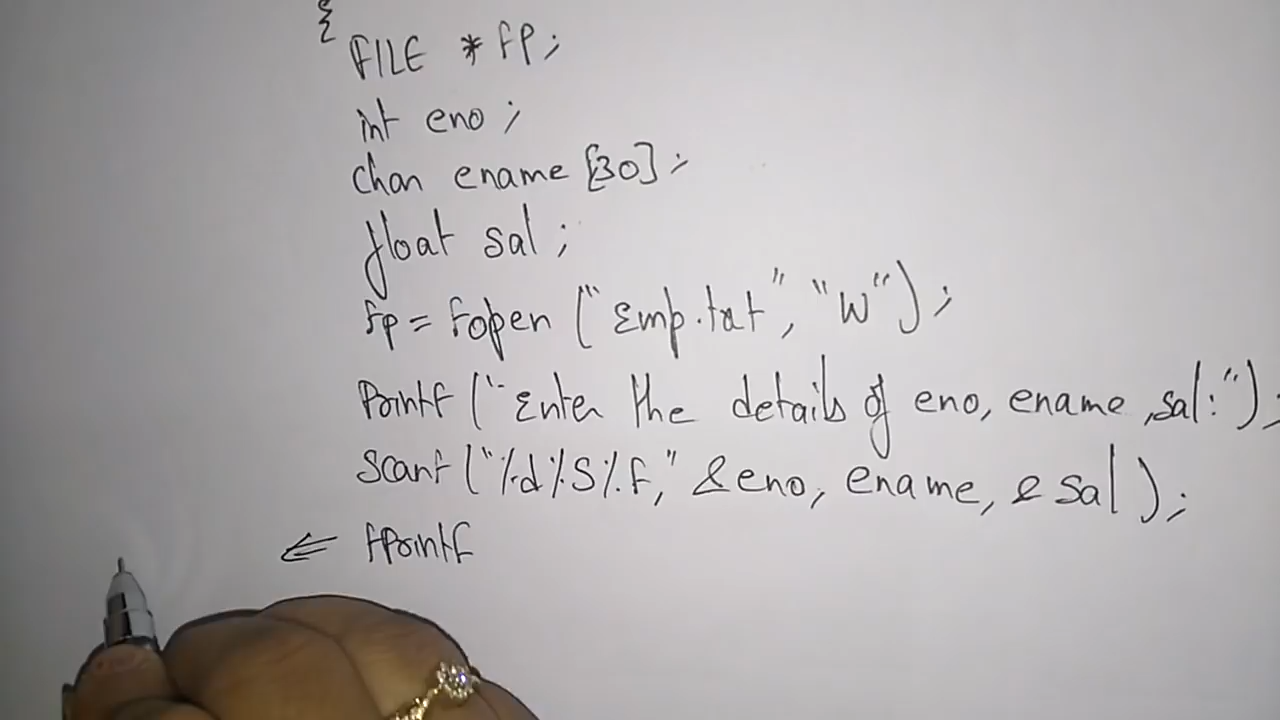 {
FILE *fp;
int eno;
char ename [30];
float sal;
fp = fopen ("Emp.txt", "w");
Printf ("Enter the details of eno, ename, sal:");
Scanf ("%d%s%f," &eno, ename, & sal);
⇐ fprintf